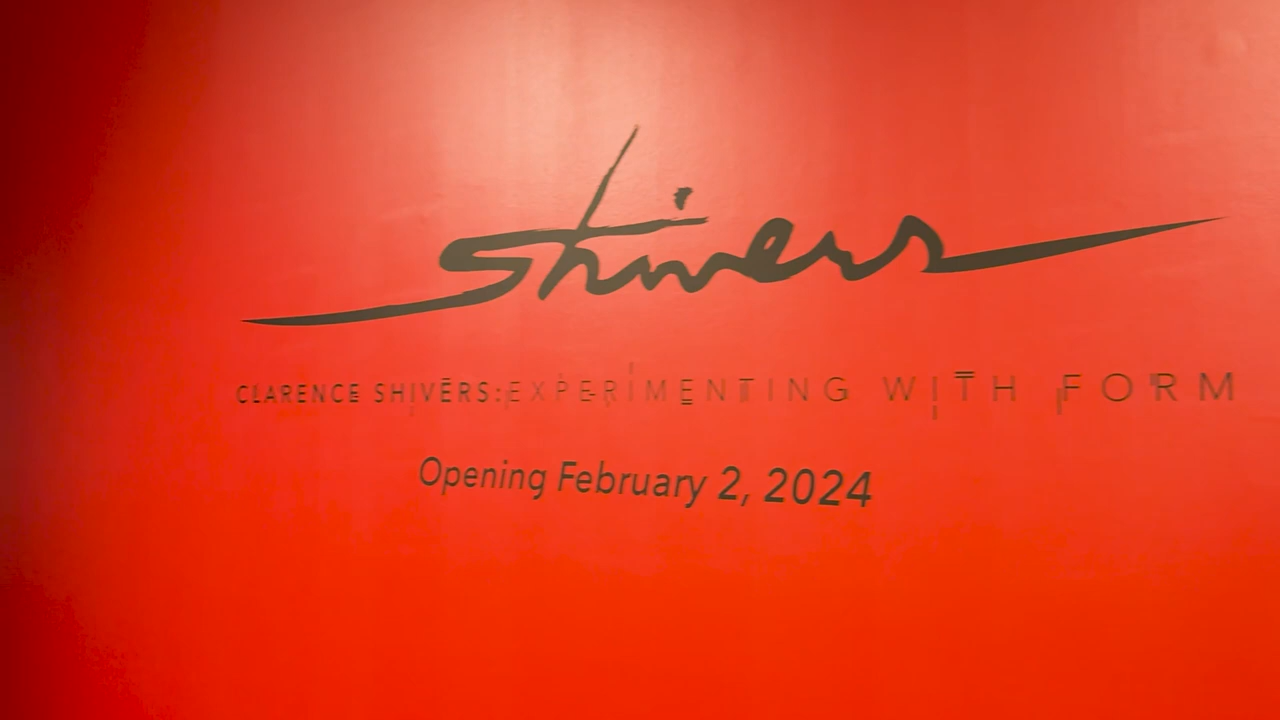 Shivers
CLARENCE SHIVERS: EXPERIMENTING WITH FORM
Opening February 2, 2024